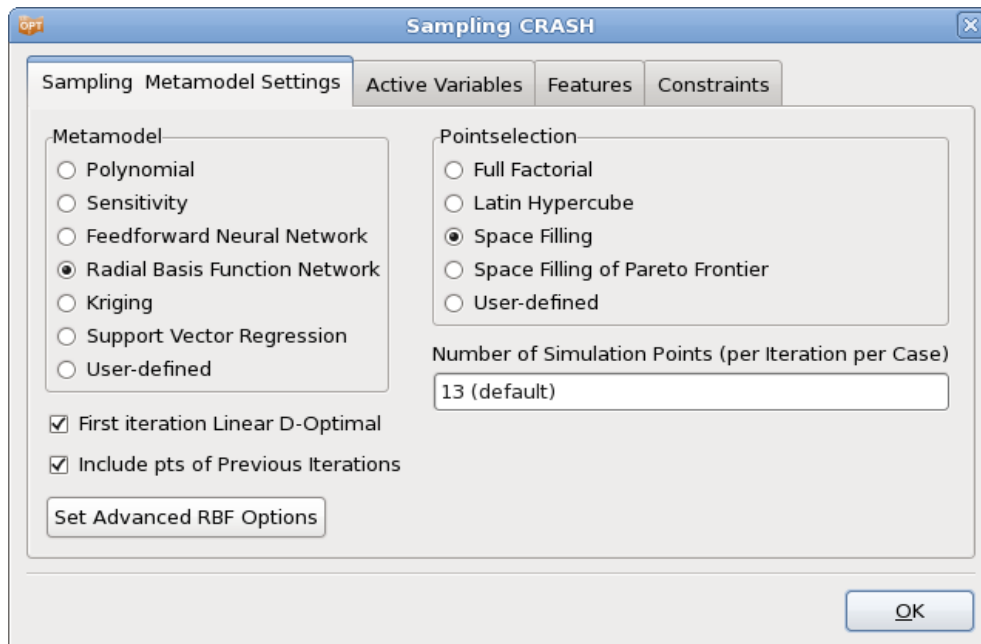 OPT
Sampling CRASH
Sampling  Metamodel Settings
Active Variables
Features
Constraints
Metamodel
Polynomial
Sensitivity
Feedforward Neural Network
Radial Basis Function Network
Kriging
Support Vector Regression
User-defined
First iteration Linear D-Optimal
Include pts of Previous Iterations
Set Advanced RBF Options
Pointselection
Full Factorial
Latin Hypercube
Space Filling
Space Filling of Pareto Frontier
User-defined
Number of Simulation Points (per Iteration per Case)
13 (default)
OK